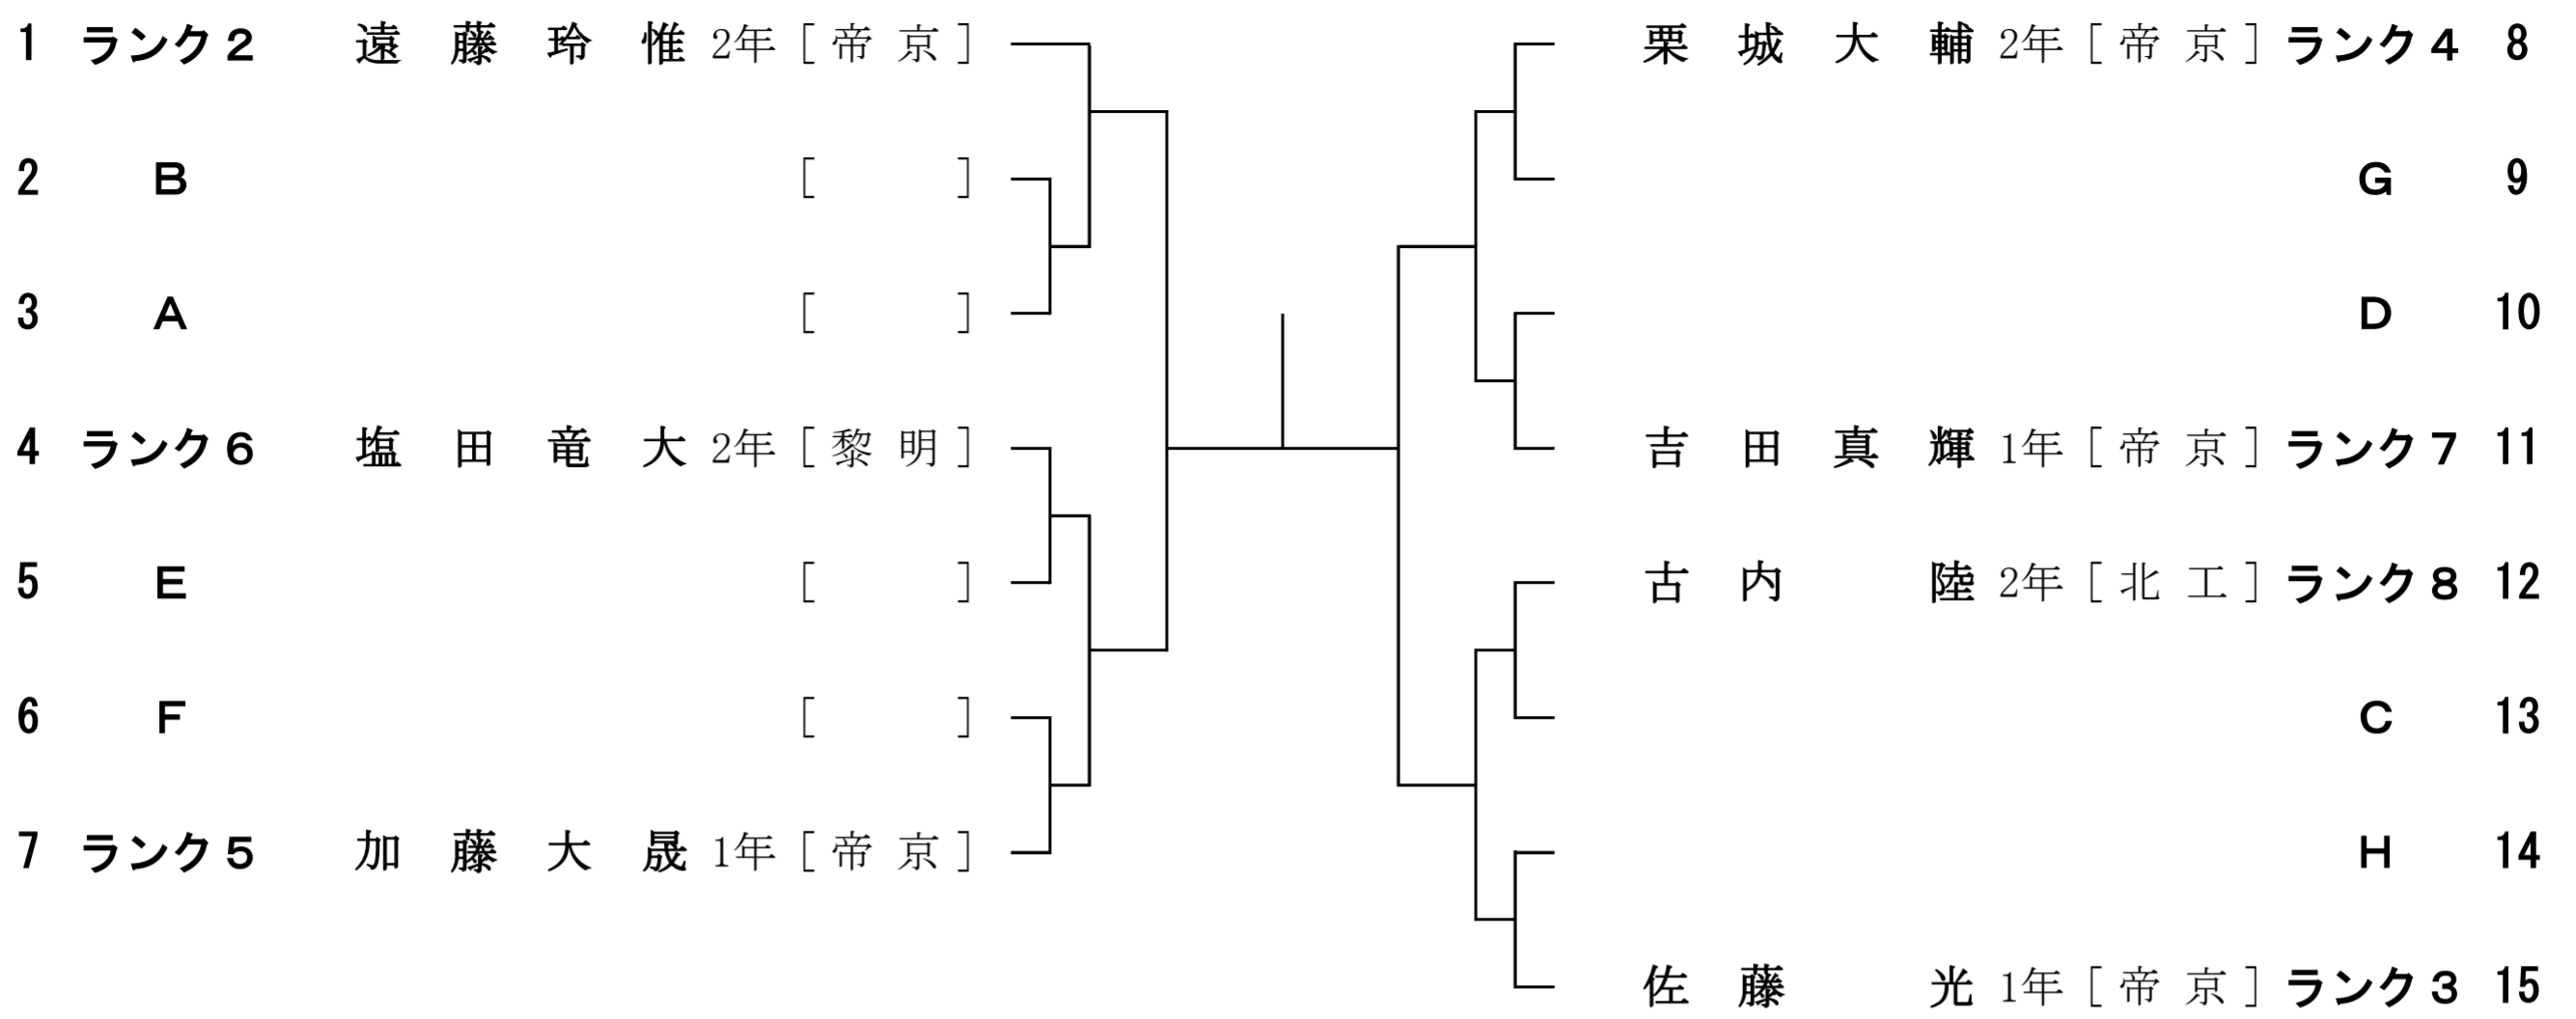 1 ランク2 遠藤玲惟 2年 [帝京]
2 B [ ]
3 A [ ]
4 ランク6 塩田竜大 2年 [黎明]
5 E [ ]
6 F [ ]
7 ランク5 加藤大晟 1年 [帝京]
栗城大輔 2年 [帝京] ランク4 8
G 9
D 10
吉田真輝 1年 [帝京] ランク7 11
古内陸 2年 [北工] ランク8 12
C 13
H 14
佐藤光 1年 [帝京] ランク3 15